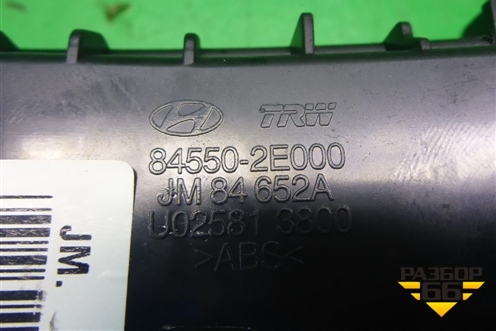 TRW
84550-2E000
JM 84 652A
U02581 3800
>ABS<
JM.
РАЗБОР
66